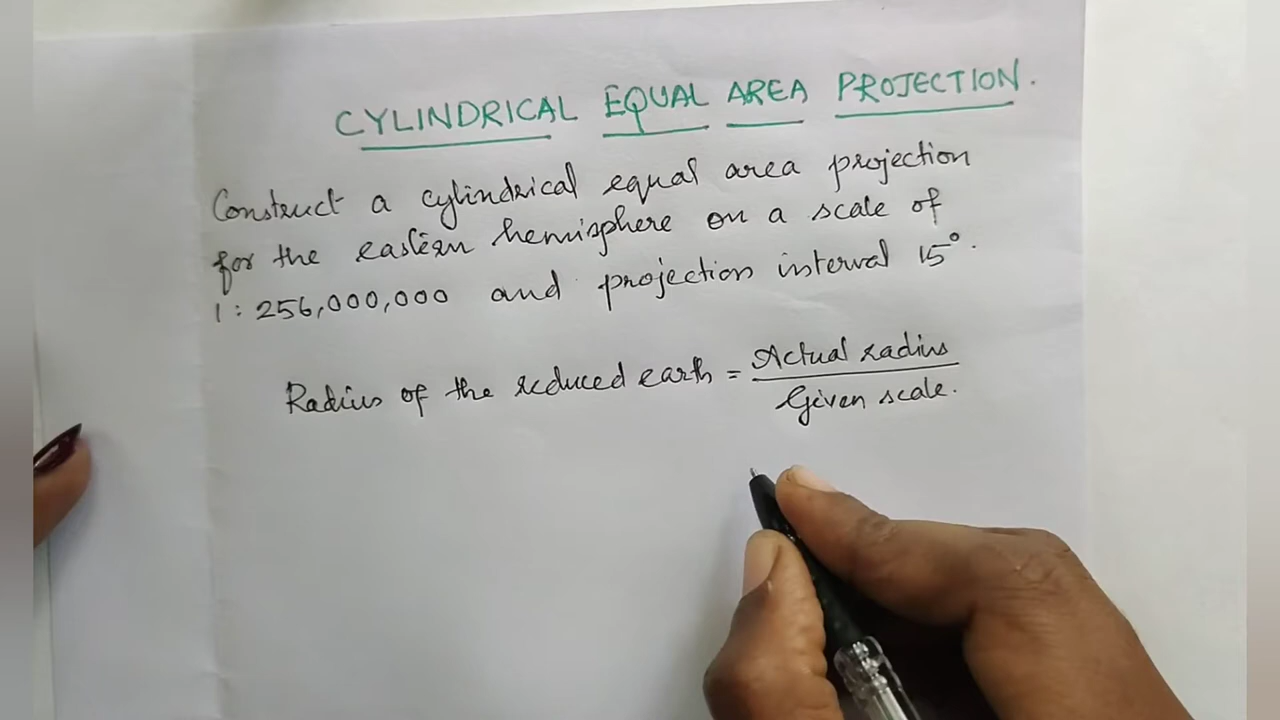 CYLINDRICAL EQUAL AREA PROJECTION.
Construct a cylindrical equal area projection
for the eastern hemisphere on a scale of
1: 256,000,000 and projection interval 15°.
Radius of the reduced earth = Actual radius
Given scale.